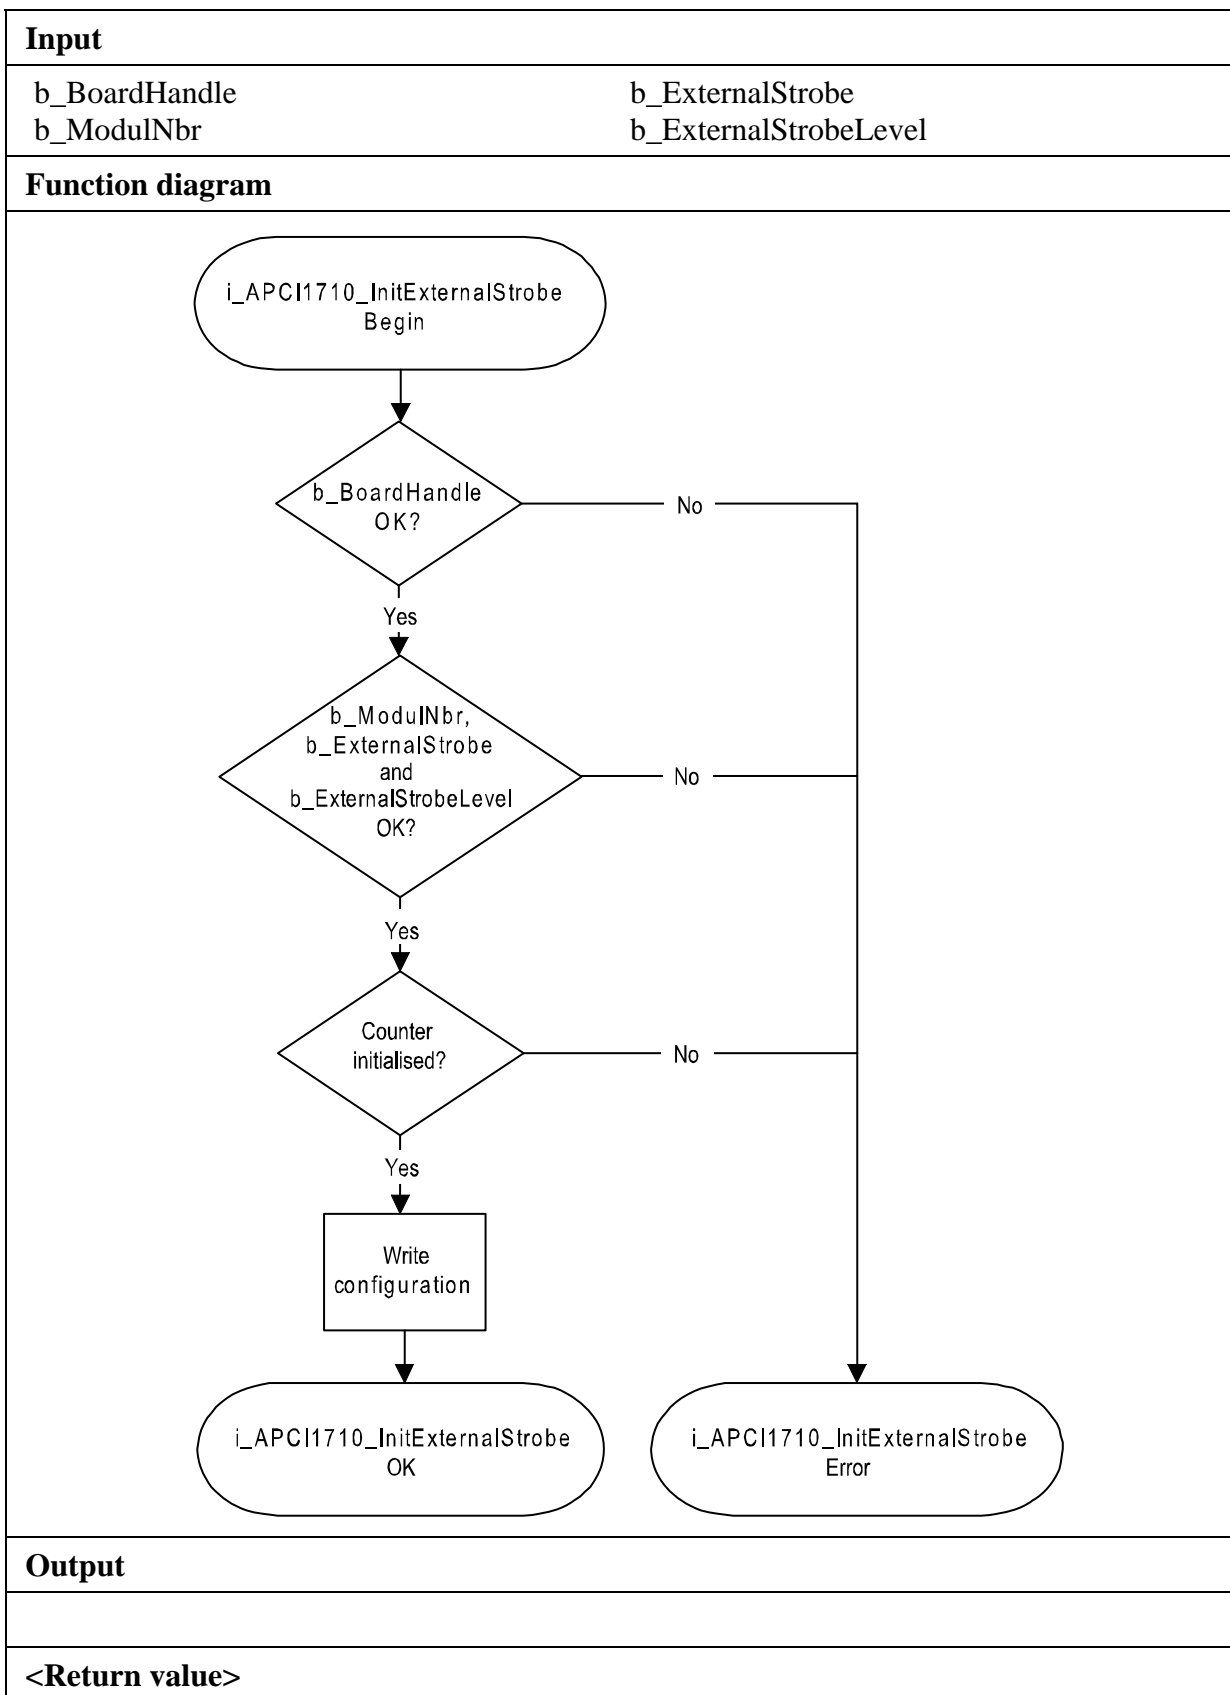 Input
b_BoardHandle b_ExternalStrobe
b_ModulNbr b_ExternalStrobeLevel
Function diagram
i_APCI1710_InitExternalStrobe
Begin
b_BoardHandle
OK?
No
Yes
b_ModulNbr,
b_ExternalStrobe
and
b_ExternalStrobeLevel
OK?
No
Yes
Counter
initialised?
No
Yes
Write
configuration
i_APCI1710_InitExternalStrobe
OK
i_APCI1710_InitExternalStrobe
Error
Output
<Return value>